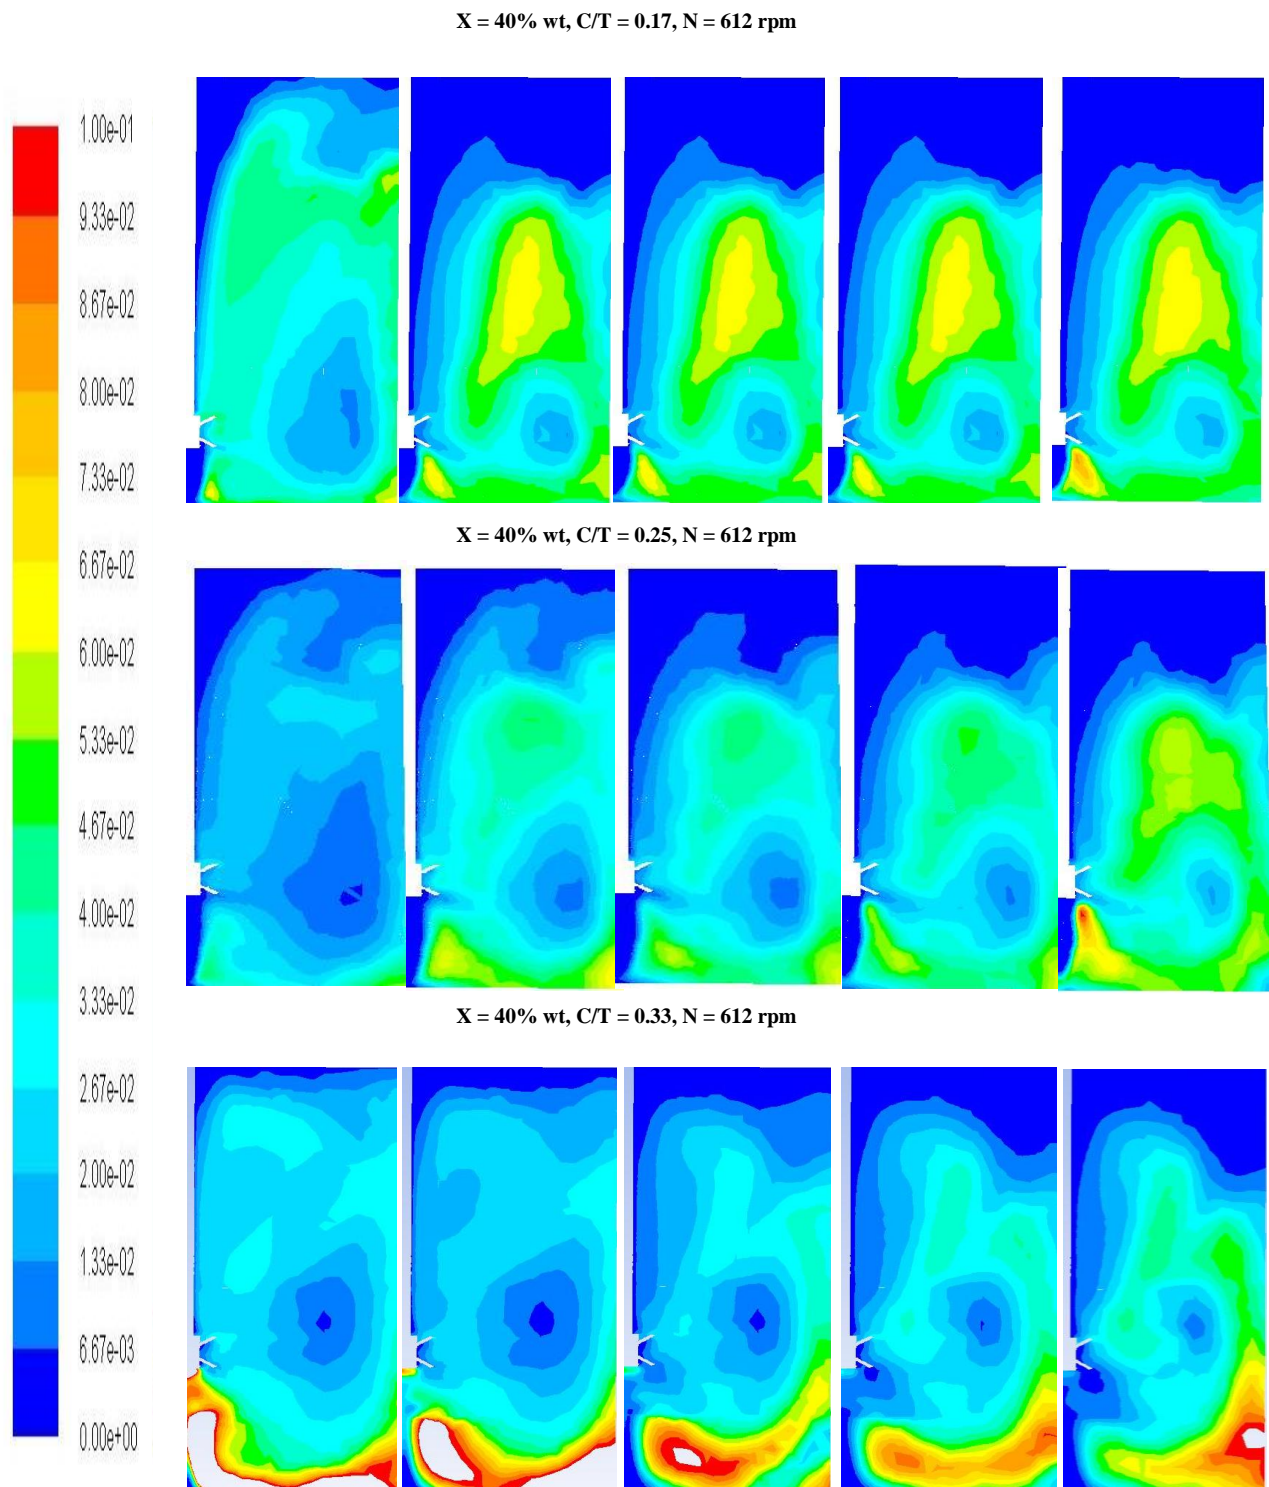 X = 40% wt, C/T = 0.17, N = 612 rpm
1.00e-01
9.33e-02
8.67e-02
8.00e-02
7.33e-02
6.67e-02
6.00e-02
5.33e-02
4.67e-02
4.00e-02
3.33e-02
2.67e-02
2.00e-02
1.33e-02
6.67e-03
0.00e+00
X = 40% wt, C/T = 0.25, N = 612 rpm
X = 40% wt, C/T = 0.33, N = 612 rpm